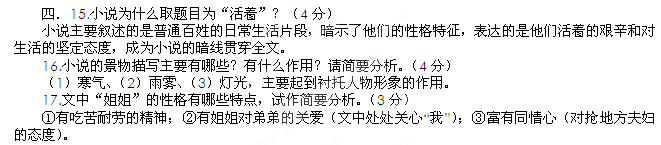 四．15.小说为什么取题目为“活着”？（4 分）
小说主要叙述的是普通百姓的日常生活片段，暗示了他们的性格特征，表达的是他们活着的艰辛和对
生活的坚定态度，成为小说的暗线贯穿全文。
16.小说的景物描写主要有哪些？有什么作用？请简要分析。（4 分）
（1）寒气、（2）雨雾、（3）灯光，主要起到衬托人物形象的作用。
17.文中“姐姐”的性格有哪些特点，试作简要分析。（3 分）
①有吃苦耐劳的精神；②有姐姐对弟弟的关爱（文中处处关心“我”）；③富有同情心（对抢地方夫妇
的态度）。